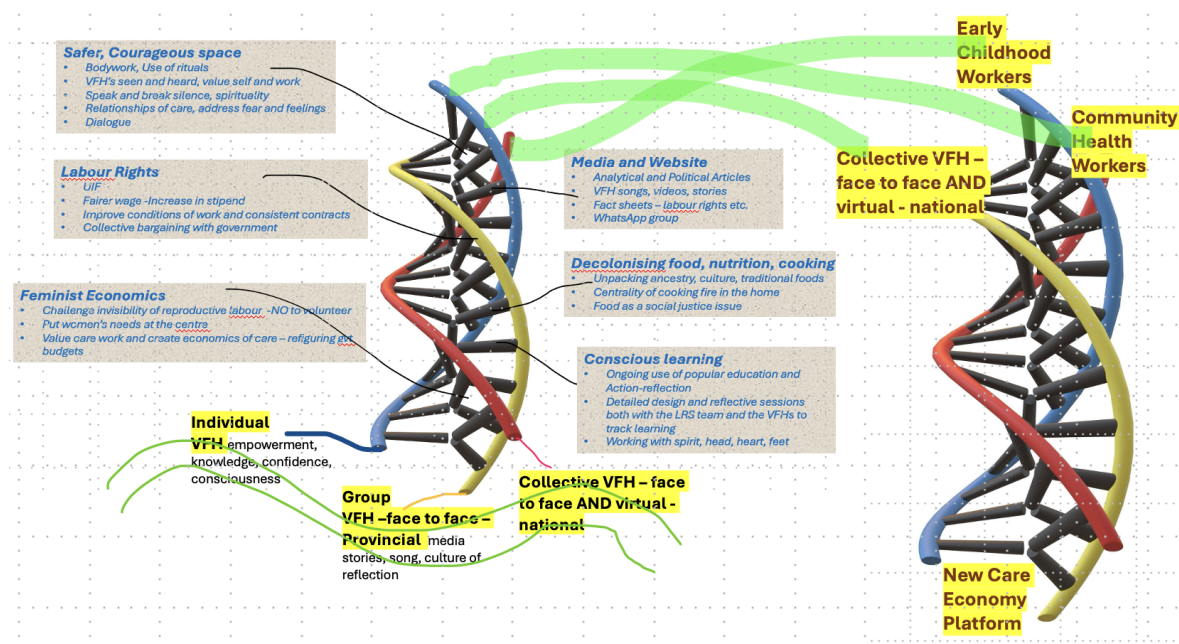 Safer, Courageous space
• Bodywork, Use of rituals
• VFH's seen and heard, value self and work
• Speak and break silence, spirituality
• Relationships of care, address fear and feelings
• Dialogue
Labour Rights
• UIF
• Fairer wage -Increase in stipend
• Improve conditions of work and consistent contracts
• Collective bargaining with government
Feminist Economics
• Challenge invisibility of reproductive labour -NO to volunteer
• Put women's needs at the centre
• Value care work and create economics of care – refiguring gvt
budgets
Individual
VFH empowerment,
knowledge, confidence,
consciousness
Group
VFH –face to face –
Provincial media
stories, song, culture of
reflection
Collective VFH – face
to face AND virtual -
national
Media and Website
• Analytical and Political Articles
• VFH songs, videos, stories
• Fact sheets – labour rights etc.
• WhatsApp group
Decolonising food, nutrition, cooking
• Unpacking ancestry, culture, traditional foods
• Centrality of cooking fire in the home
• Food as a social justice issue
Conscious learning
• Ongoing use of popular education and
Action-reflection
• Detailed design and reflective sessions
both with the LRS team and the VFHs to
track learning
• Working with spirit, head, heart, feet
Early
Childhood
Workers
Community
Health
Workers
Collective VFH –
face to face AND
virtual - national
New Care
Economy
Platform